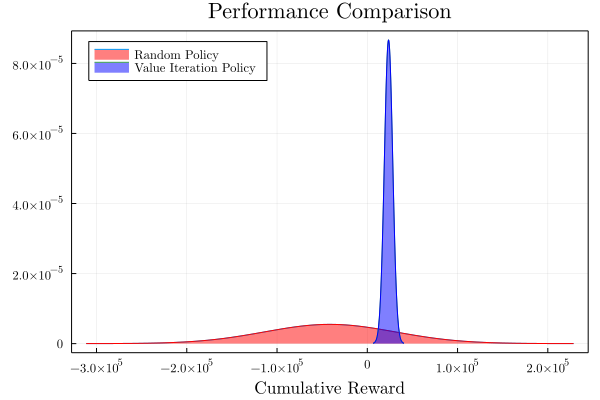 Performance Comparison
Random Policy
Value Iteration Policy
8.0×10⁻⁵
6.0×10⁻⁵
4.0×10⁻⁵
2.0×10⁻⁵
0
−3.0×10⁵ −2.0×10⁵ −1.0×10⁵ 0 1.0×10⁵ 2.0×10⁵
Cumulative Reward